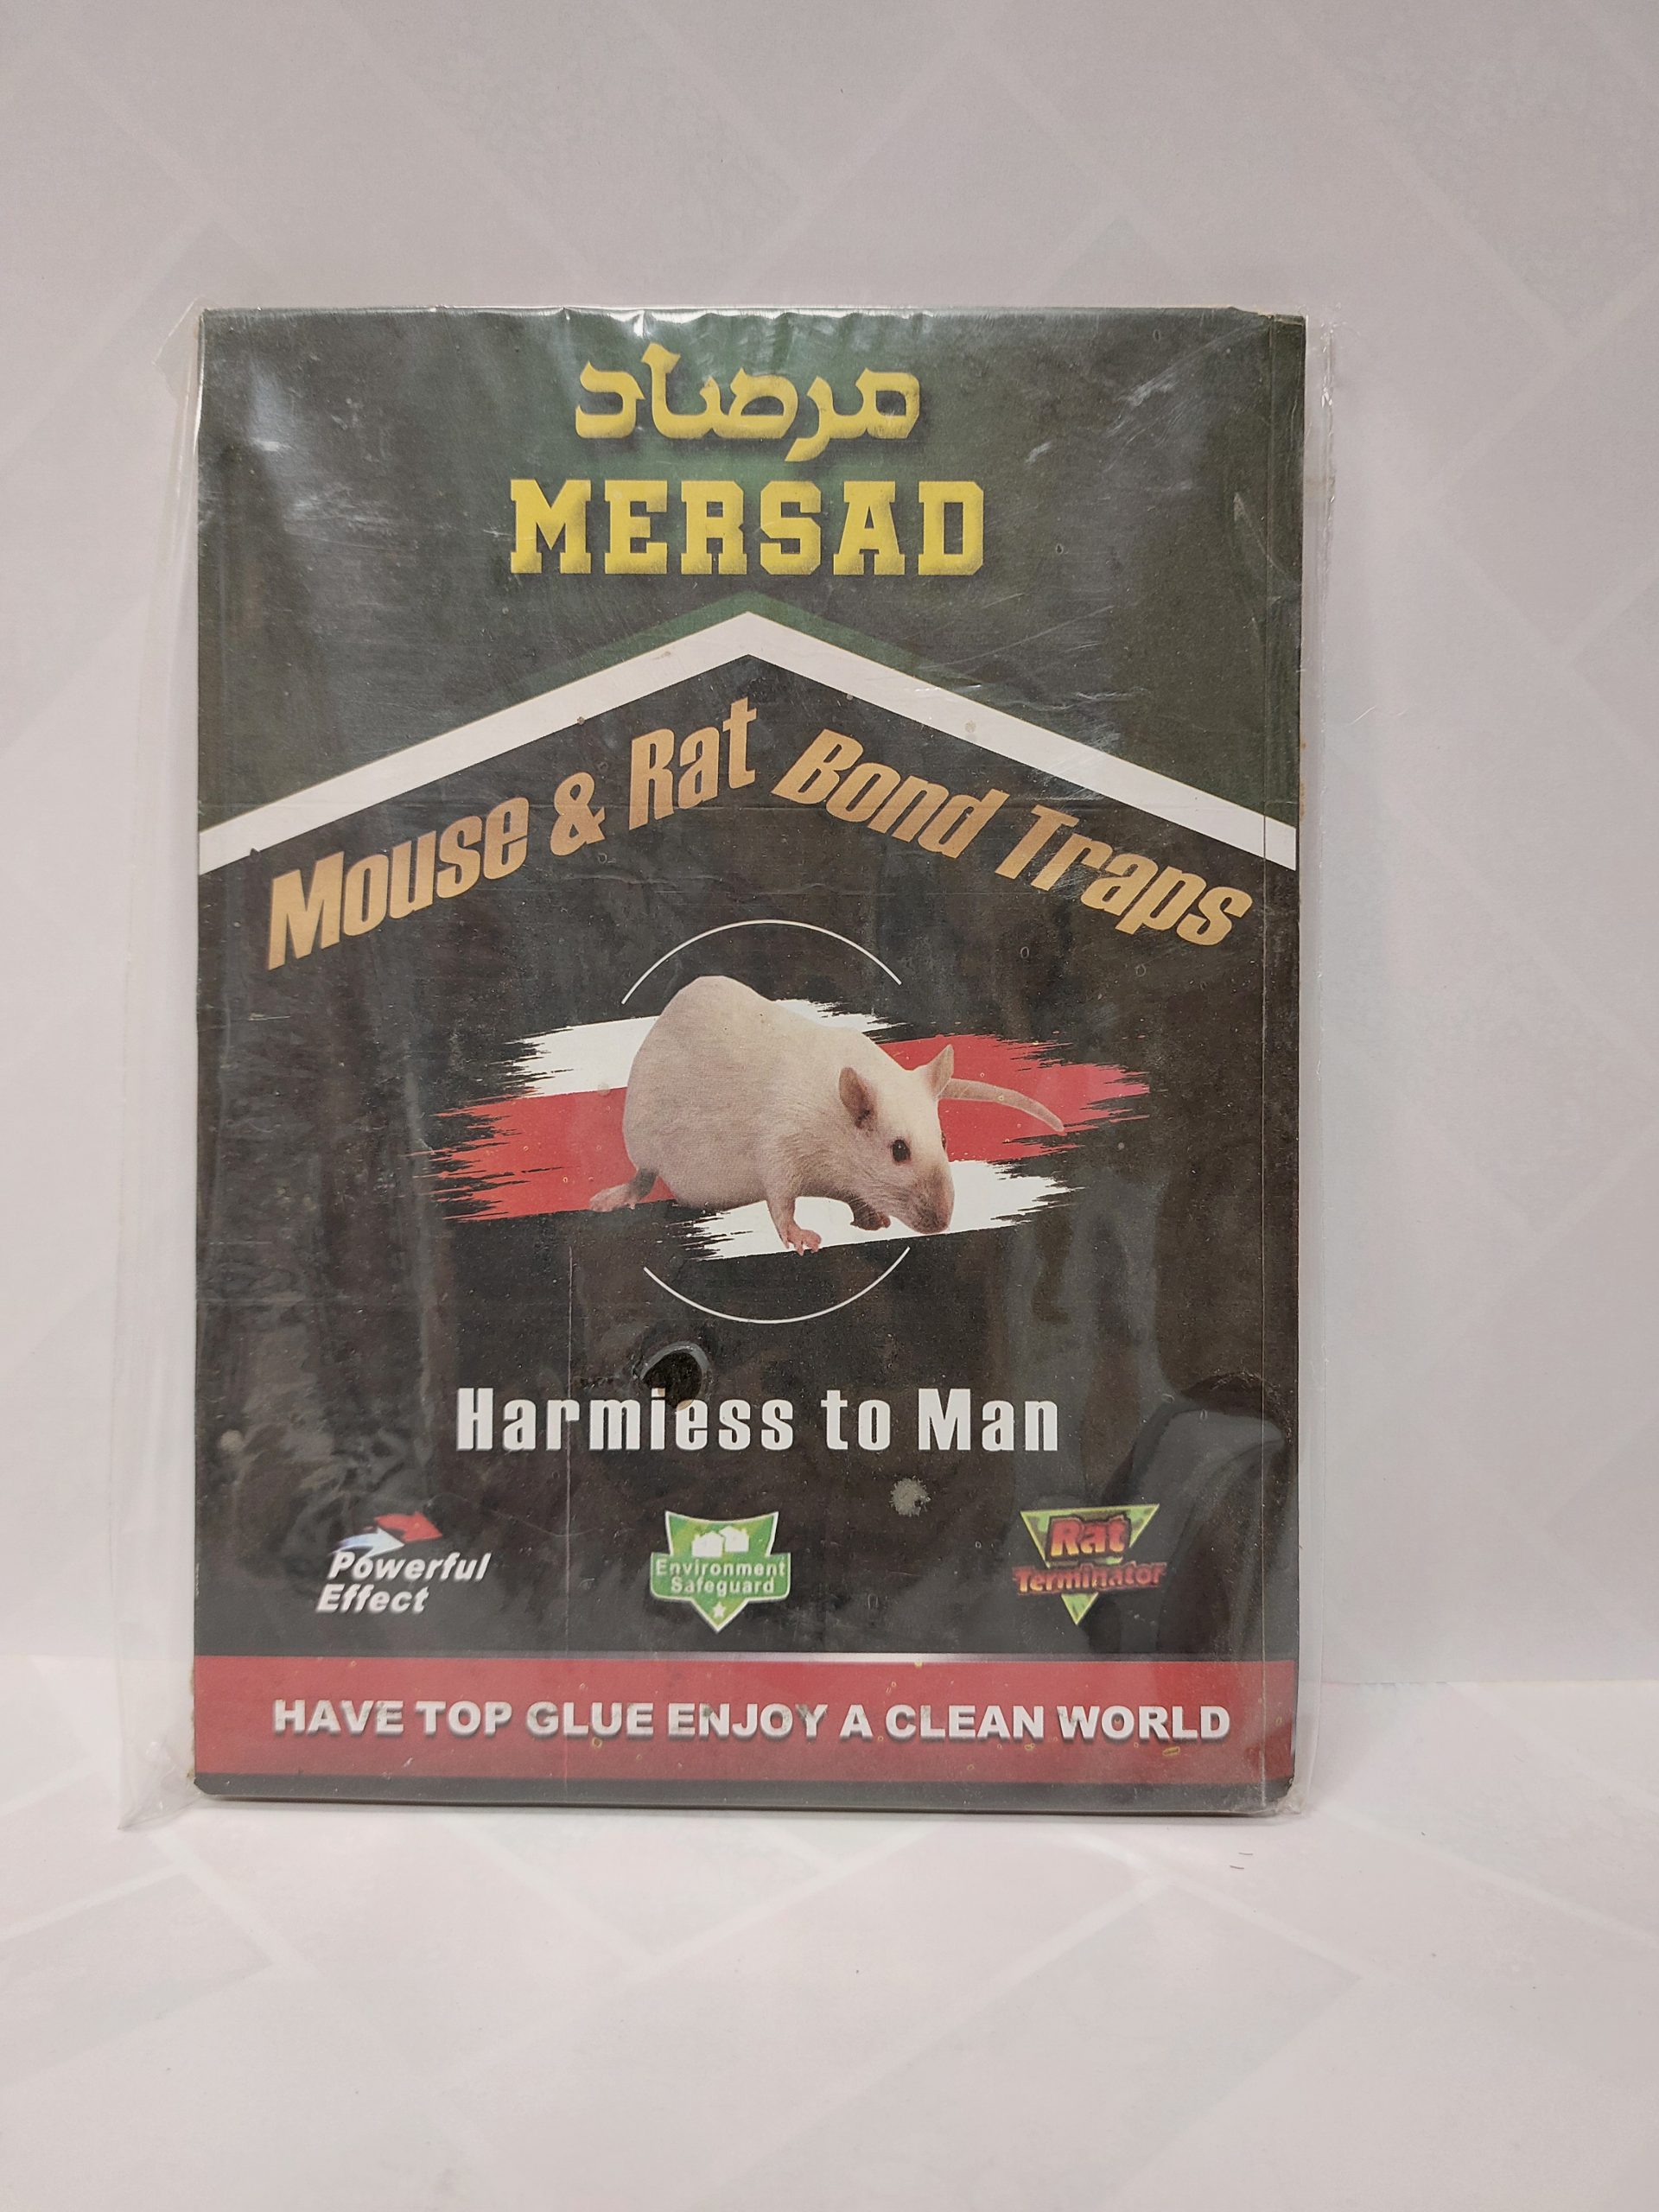 مرصاد
MERSAD
Mouse & Rat Bond Traps
Harmiess to Man
Powerful
Effect
Environment
Safeguard
Rat
Terminator
HAVE TOP GLUE ENJOY A CLEAN WORLD